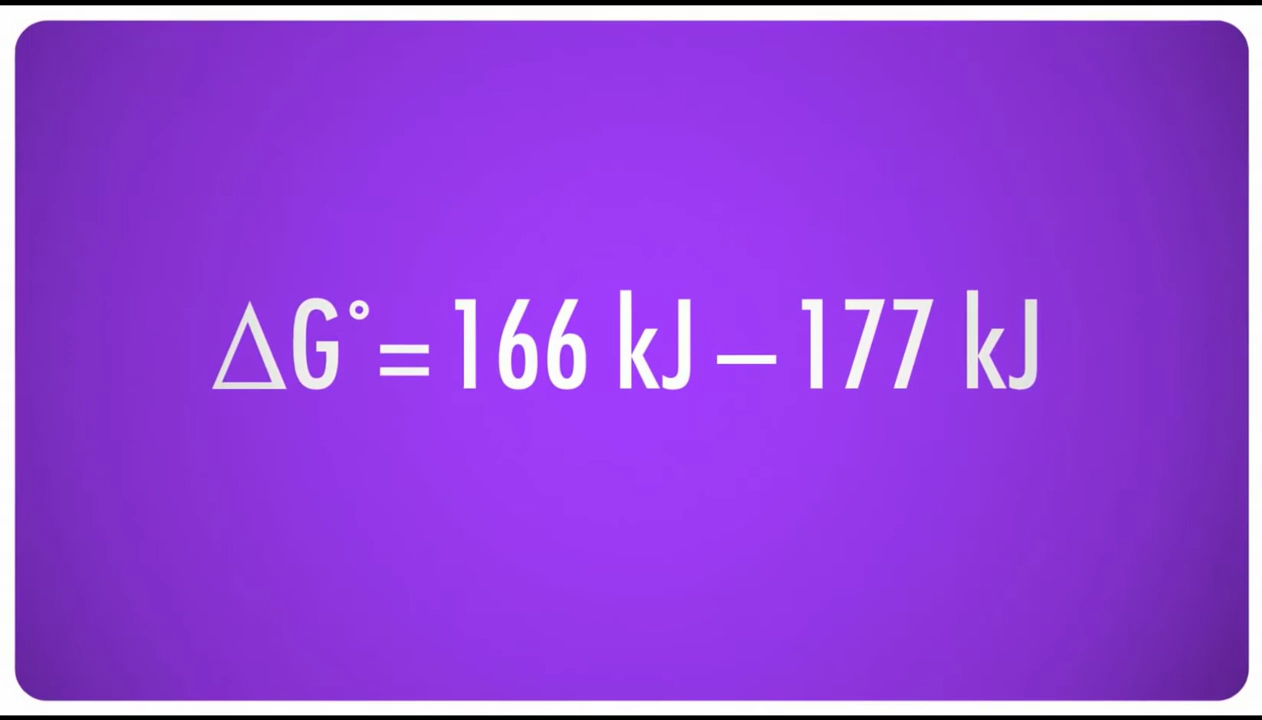 ΔG° = 166 kJ – 177 kJ